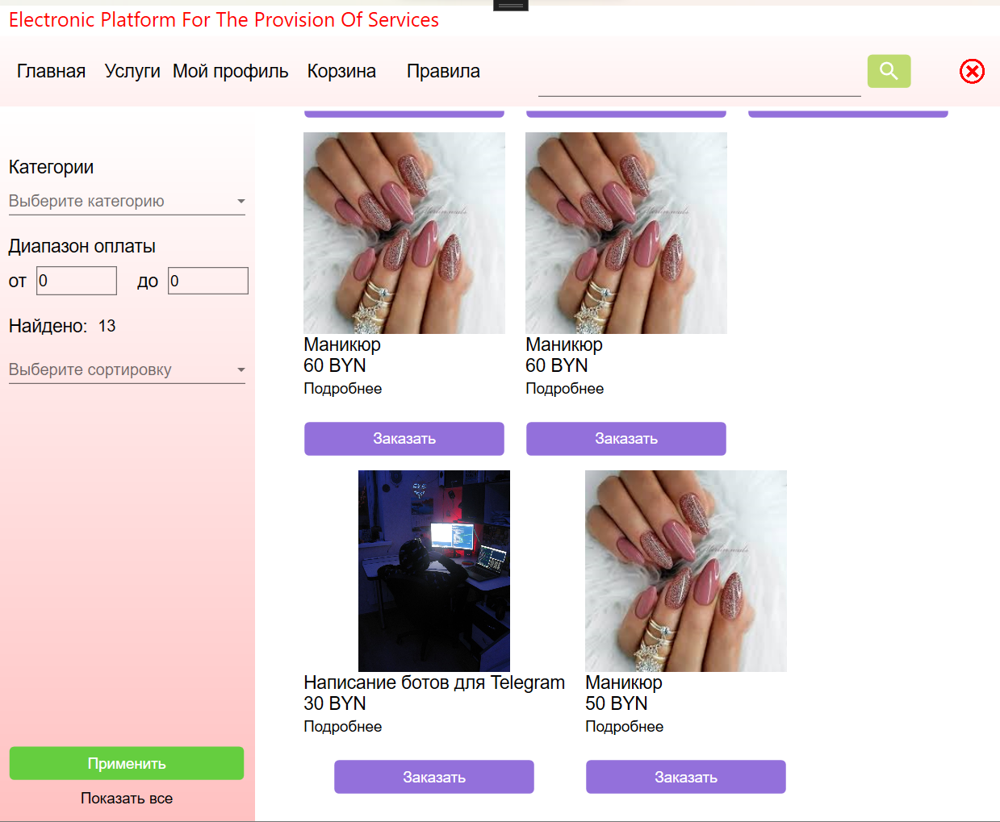 Electronic Platform For The Provision Of Services
Главная Услуги Мой профиль Корзина Правила
Категории
Выберите категорию
Диапазон оплаты
от 0 до 0
Найдено: 13
Выберите сортировку
Применить
Показать все
Маникюр
60 BYN
Подробнее
Заказать
Маникюр
60 BYN
Подробнее
Заказать
Написание ботов для Telegram
30 BYN
Подробнее
Заказать
Маникюр
50 BYN
Подробнее
Заказать